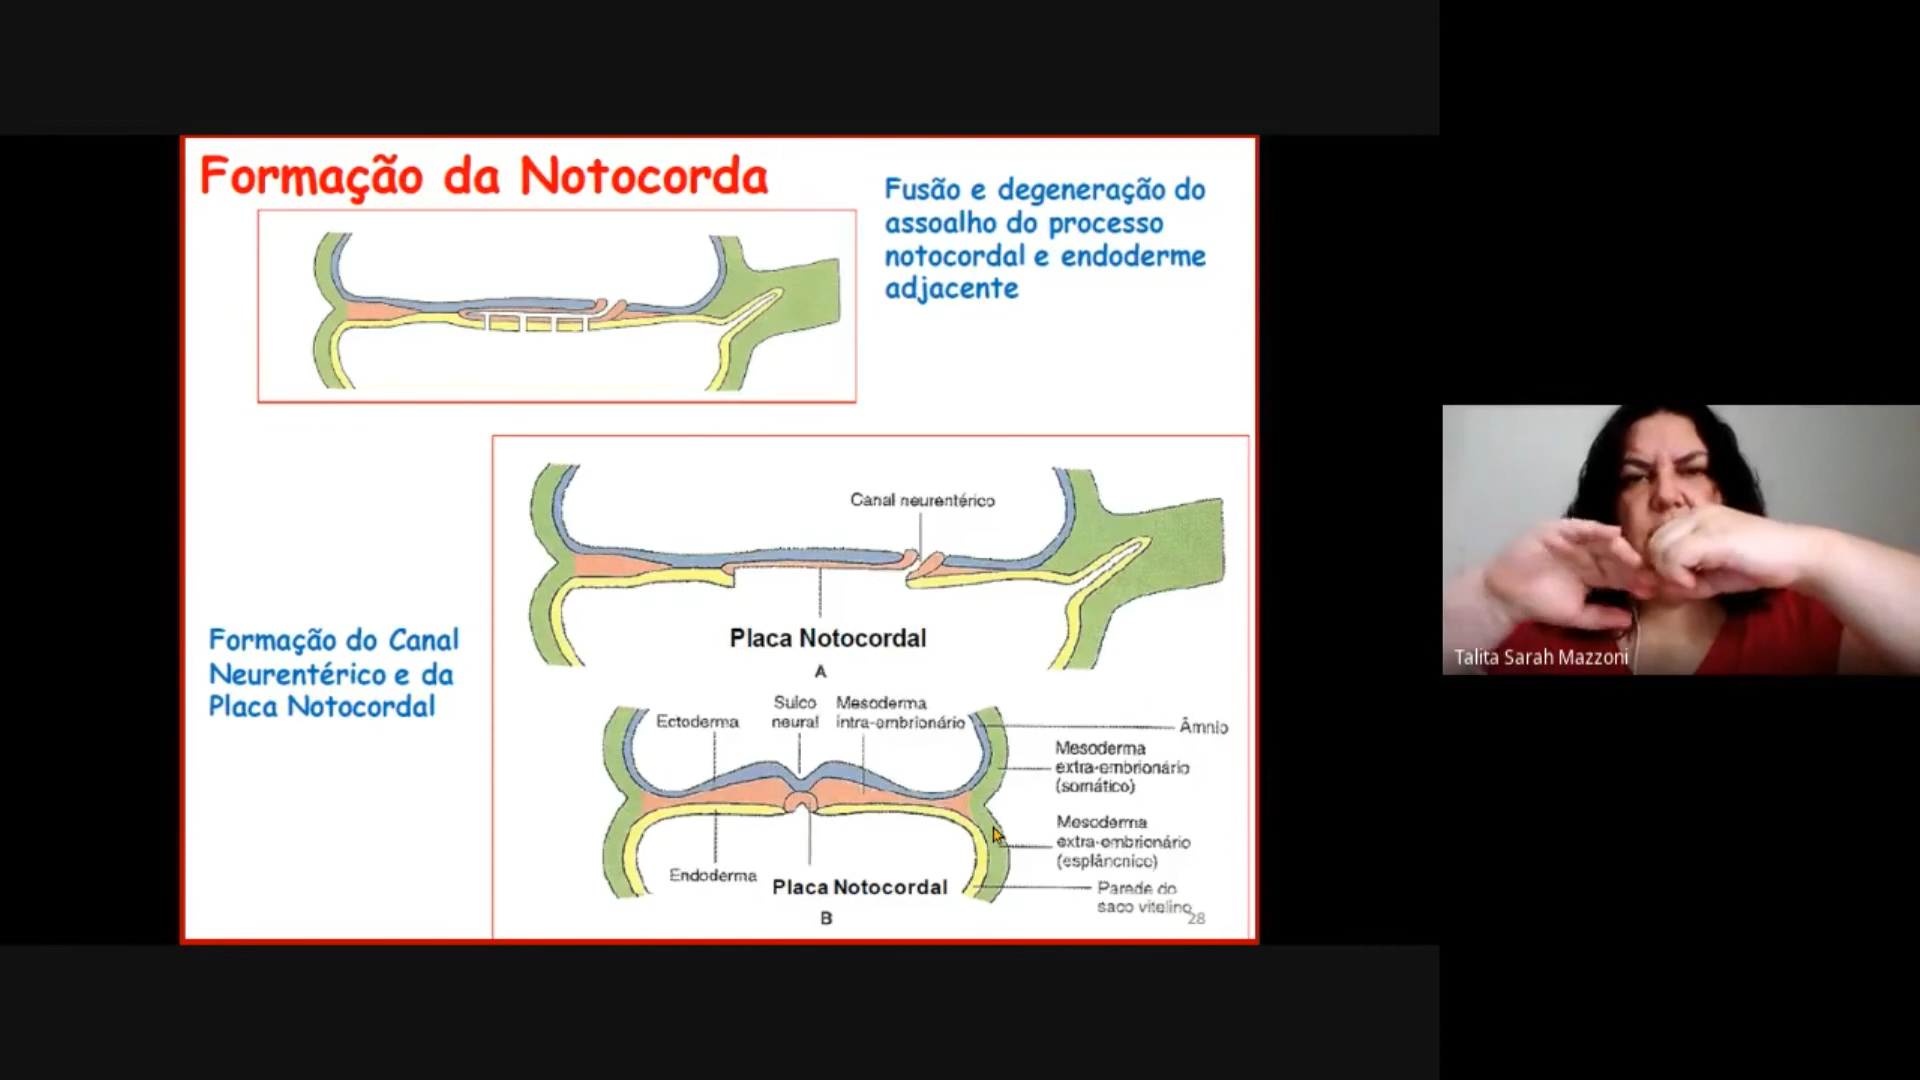 Formação da Notocorda
Fusão e degeneração do
assoalho do processo
notocordal e endoderme
adjacente
Canal neurentérico
Placa Notocordal
A
Formação do Canal
Neurentérico e da
Placa Notocordal
Ectoderma
Sulco
neural
Mesoderma
intra-embrionário
Âmnio
Mesoderma
extra-embrionário
(somático)
Mesoderma
extra-embrionário
(esplâncnico)
Endoderma
Placa Notocordal
Parede do
saco vitelino
B
28
Talita Sarah Mazzoni